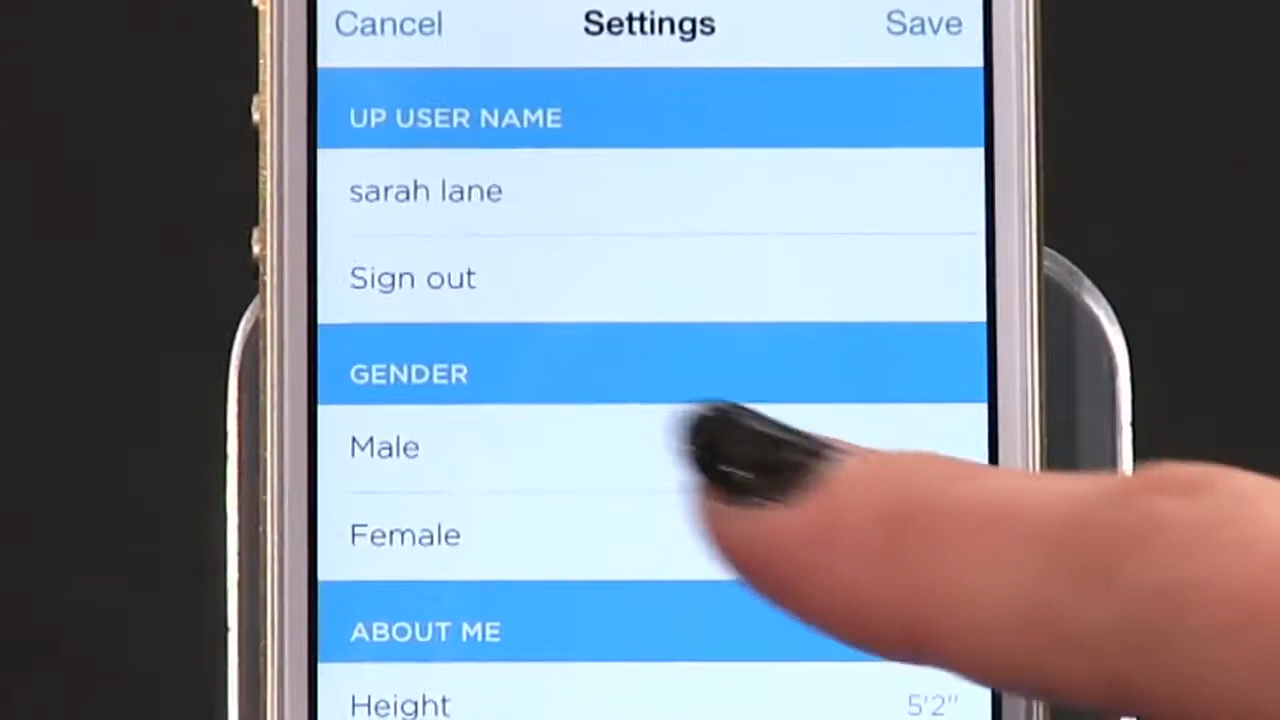 Cancel Settings Save
UP USER NAME
sarah lane
Sign out
GENDER
Male
Female
ABOUT ME
Height 5'2"